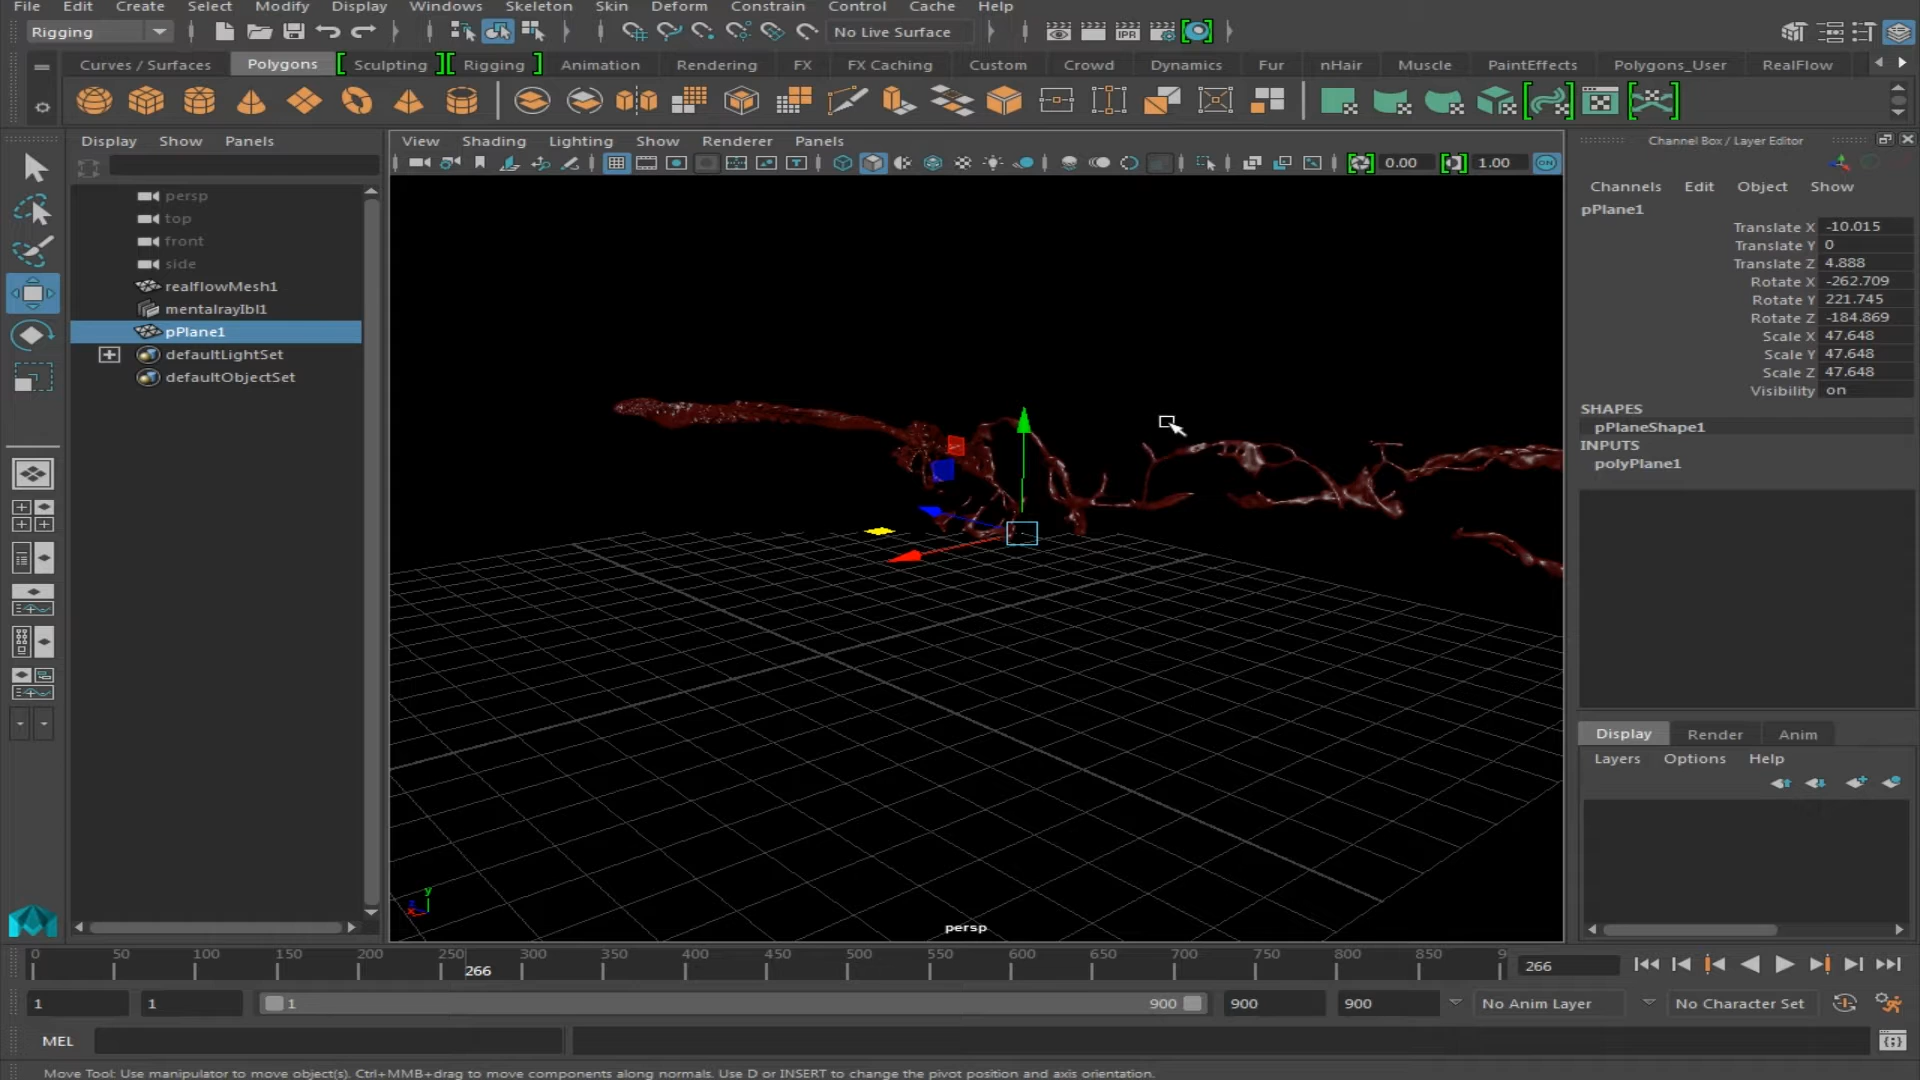 File Edit Create Select Modify Display Windows Skeleton Skin Deform Constrain Control Cache Help
Rigging No Live Surface IPR
Curves / Surfaces Polygons Sculpting Rigging Animation Rendering FX FX Caching Custom Crowd Dynamics Fur nHair Muscle PaintEffects Polygons_User RealFlow
Display Show Panels
View Shading Lighting Show Renderer Panels
0.00 1.00 ON
persp
top
front
side
realflowMesh1
mentalrayIbl1
pPlane1
defaultLightSet
defaultObjectSet
y
z
x
persp
Channel Box / Layer Editor
Channels Edit Object Show
pPlane1
Translate X -10.015
Translate Y 0
Translate Z 4.888
Rotate X -262.709
Rotate Y 221.745
Rotate Z -184.869
Scale X 47.648
Scale Y 47.648
Scale Z 47.648
Visibility on
SHAPES
pPlaneShape1
INPUTS
polyPlane1
Display Render Anim
Layers Options Help
0 50 100 150 200 250 300 350 400 450 500 550 600 650 700 750 800 850 9
266
266
1 1 1 900 900 900 No Anim Layer No Character Set
MEL
Move Tool: Use manipulator to move object(s). Ctrl+MMB+drag to move components along normals. Use D or INSERT to change the pivot position and axis orientation.